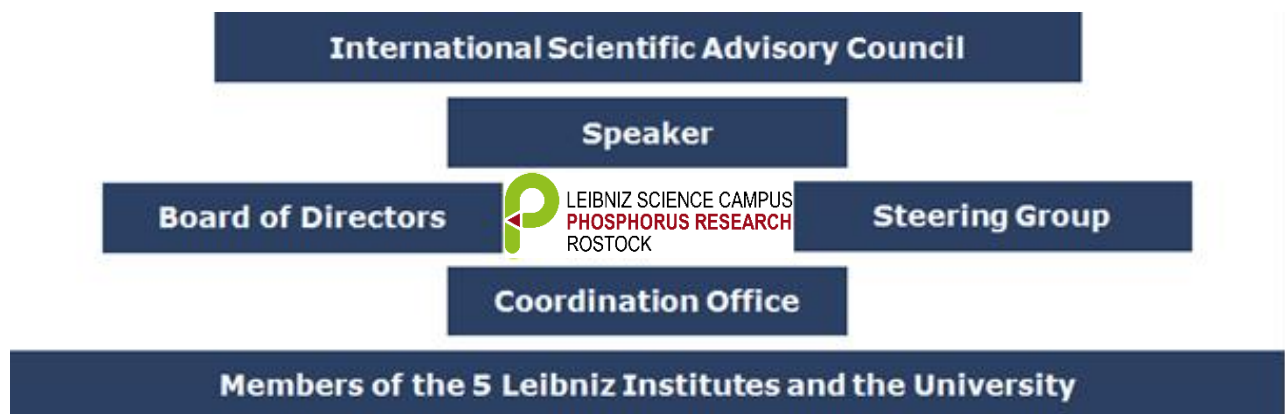 International Scientific Advisory Council
Speaker
Board of Directors
LEIBNIZ SCIENCE CAMPUS
PHOSPHORUS RESEARCH
ROSTOCK
Steering Group
Coordination Office
Members of the 5 Leibniz Institutes and the University